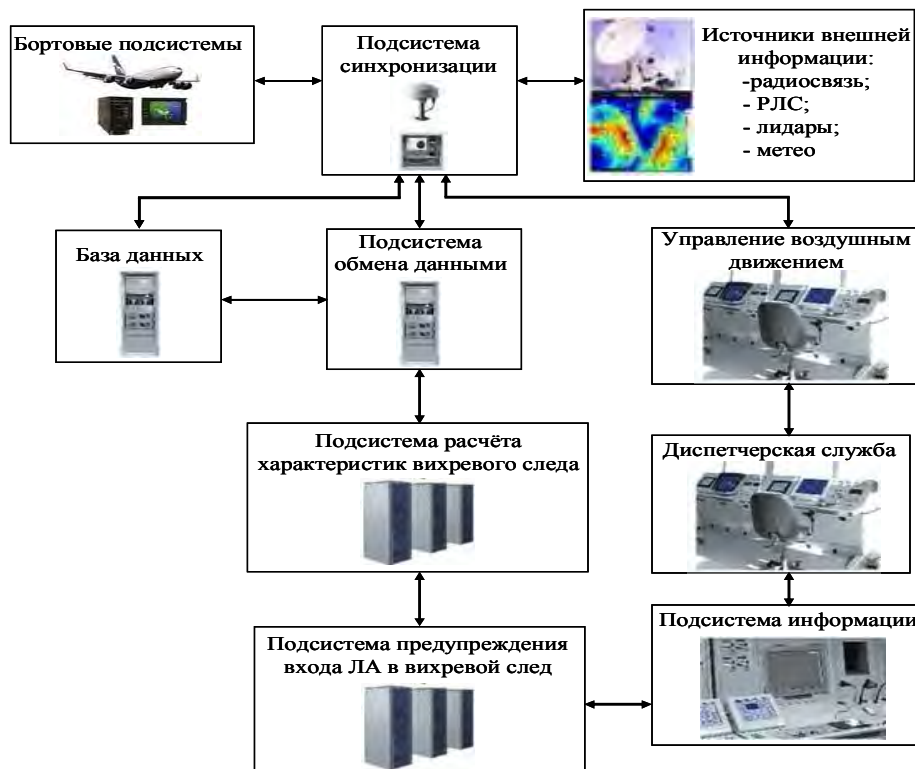 Бортовые подсистемы
Подсистема
синхронизации
Источники внешней
информации:
-радиосвязь;
- РЛС;
- лидары;
- метео
База данных
Подсистема
обмена данными
Управление воздушным
движением
Подсистема расчёта
характеристик вихревого следа
Диспетчерская служба
Подсистема предупреждения
входа ЛА в вихревой след
Подсистема информации